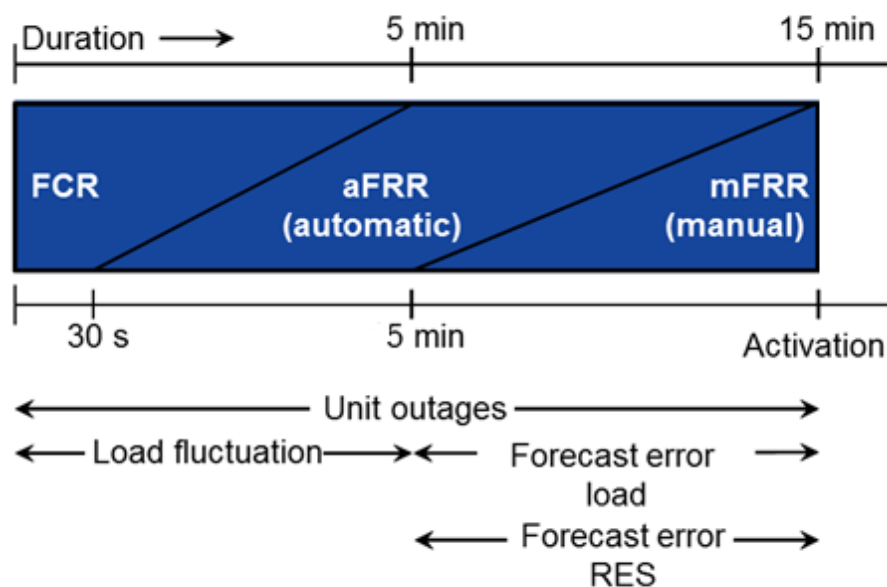 Duration
5 min
15 min
FCR
aFRR
(automatic)
mFRR
(manual)
30 s
5 min
Activation
Unit outages
Load fluctuation
Forecast error
load
Forecast error
RES